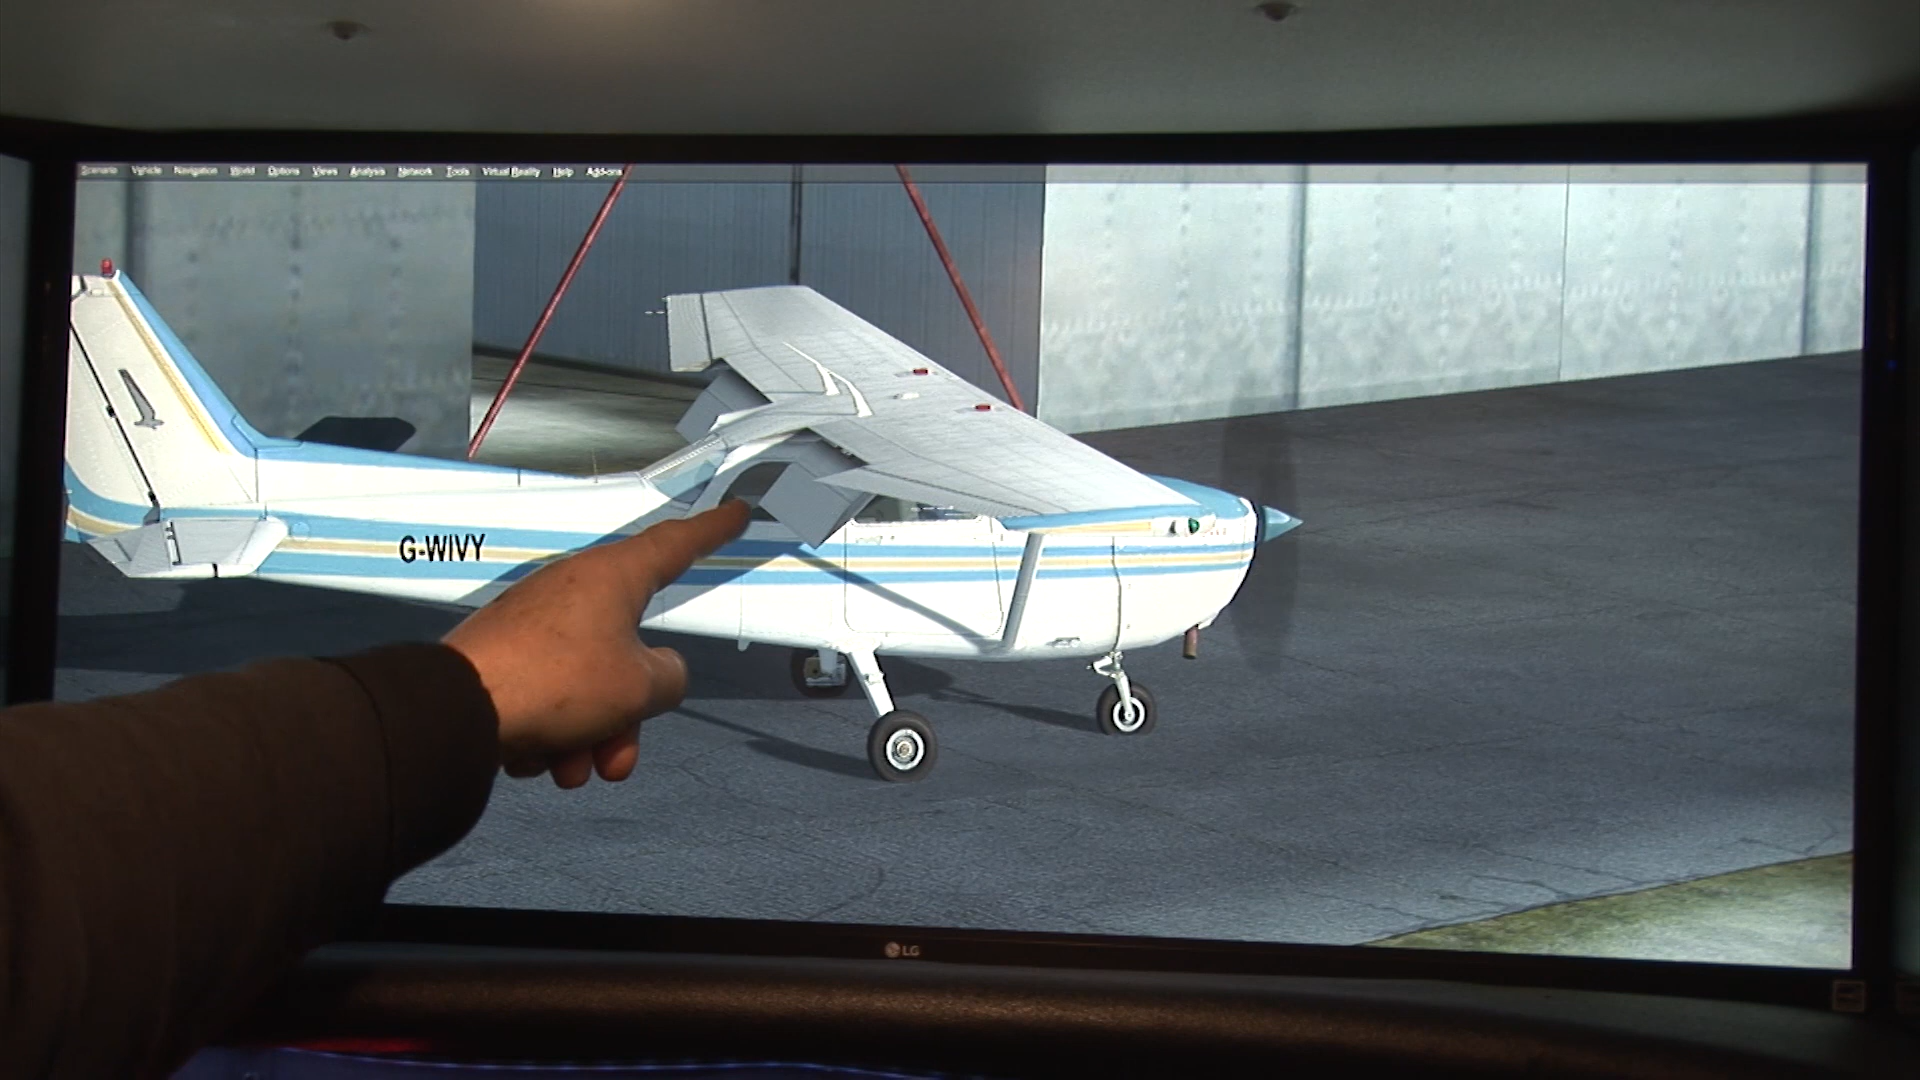 Scenario Vehicle Navigation World Options Views Analysis Network Tools Virtual Reality Help Add-ons
G-WIVY
LG